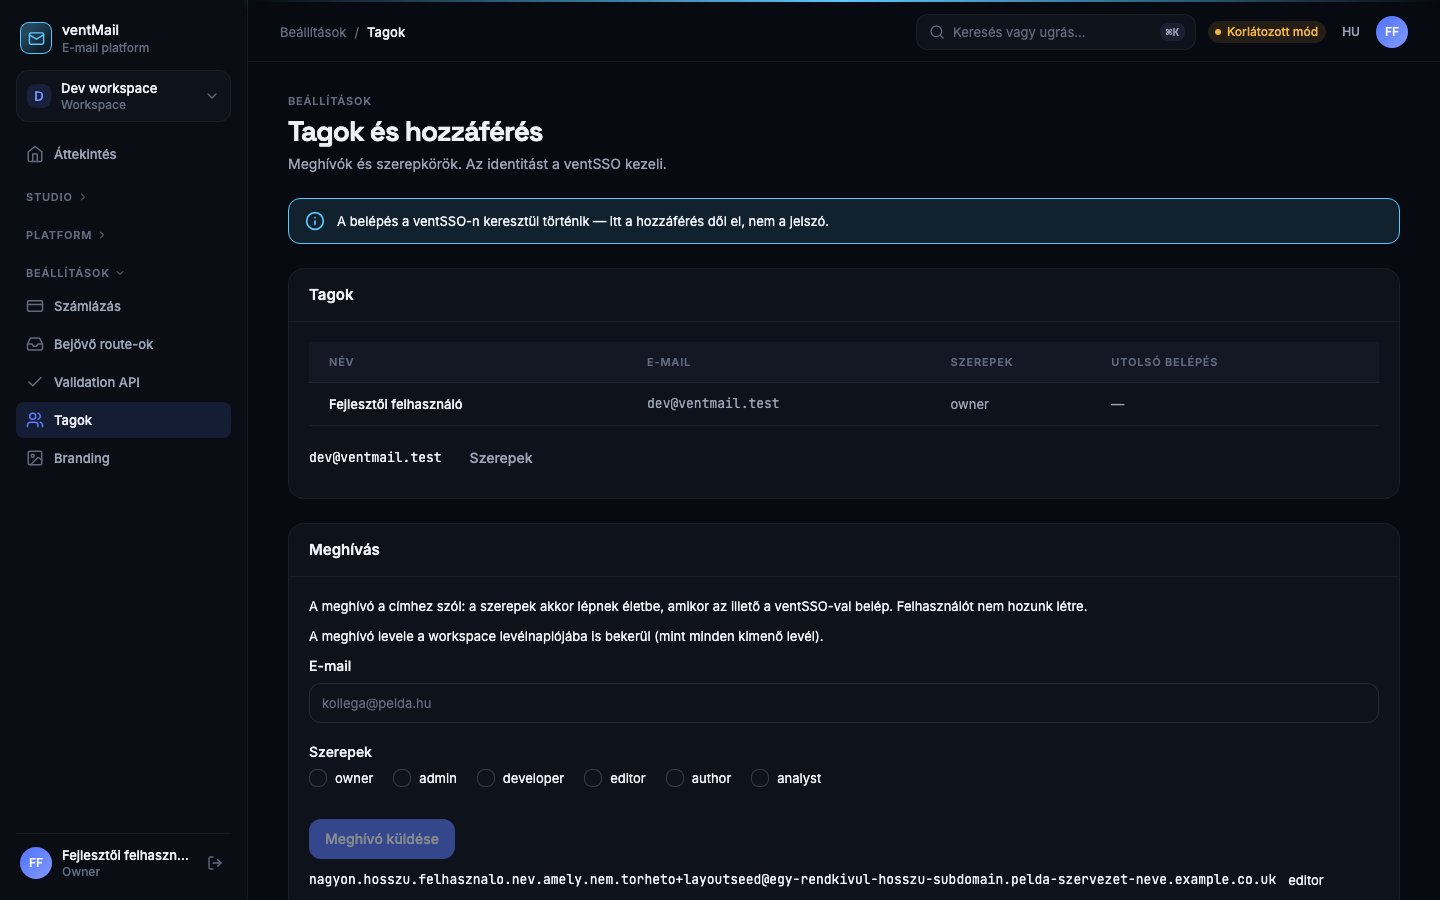 ventMail
E-mail platform
Dev workspace
Workspace
D
Áttekintés
STUDIO
PLATFORM
BEÁLLÍTÁSOK
Számlázás
Bejövő route-ok
Validation API
Tagok
Branding
FF
Fejlesztői felhaszn...
Owner
Beállítások / Tagok
Keresés vagy ugrás...
⌘K
Korlátozott mód
HU
FF
BEÁLLÍTÁSOK
Tagok és hozzáférés
Meghívók és szerepkörök. Az identitást a ventSSO kezeli.
A belépés a ventSSO-n keresztül történik — itt a hozzáférés dől el, nem a jelszó.
Tagok
NÉV E-MAIL SZEREPEK UTOLSÓ BELÉPÉS
Fejlesztői felhasználó dev@ventmail.test owner —
dev@ventmail.test Szerepek
Meghívás
A meghívó a címhez szól: a szerepek akkor lépnek életbe, amikor az illető a ventSSO-val belép. Felhasználót nem hozunk létre.
A meghívó levele a workspace levélnaplójába is bekerül (mint minden kimenő levél).
E-mail
kollega@pelda.hu
Szerepek
owner admin developer editor author analyst
Meghívó küldése
nagyon.hosszu.felhasznalo.nev.amely.nem.torheto+layoutseed@egy-rendkivul-hosszu-subdomain.pelda-szervezet-neve.example.co.uk editor